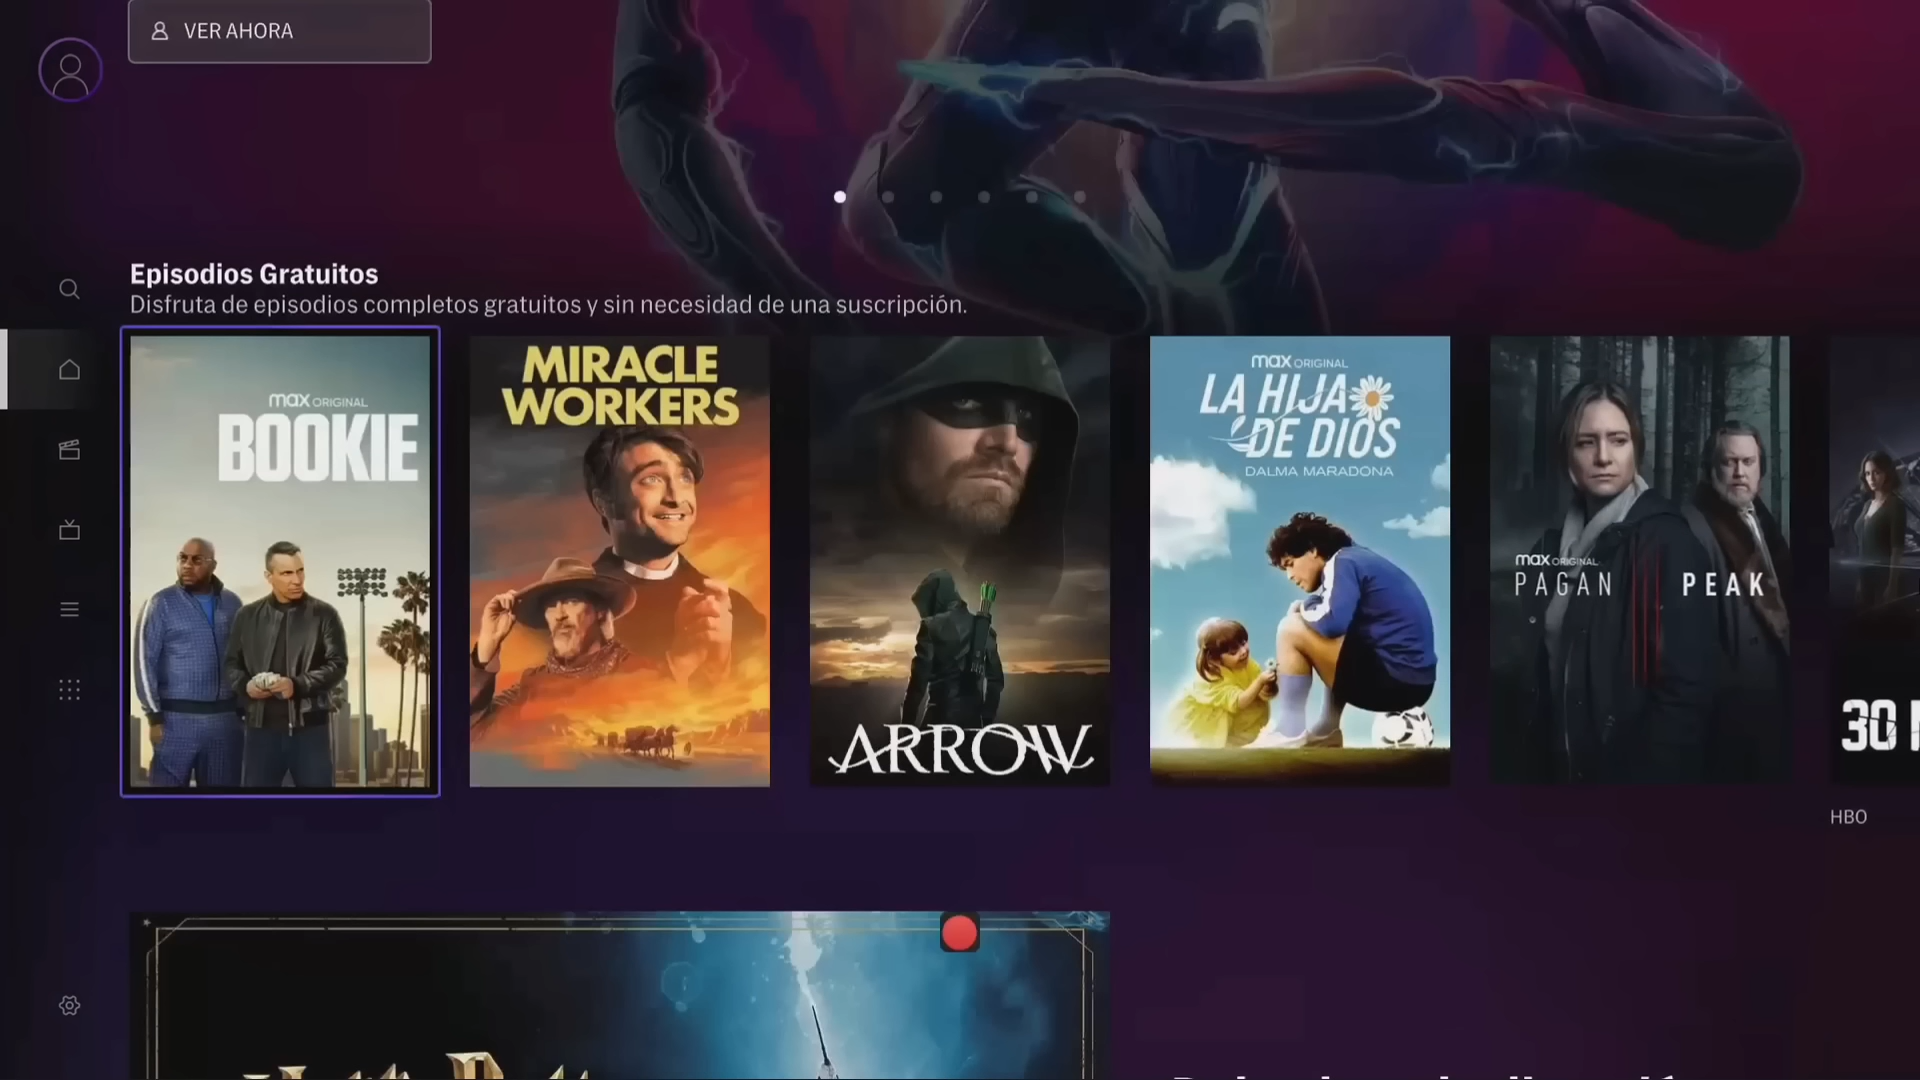 VER AHORA
Episodios Gratuitos
Disfruta de episodios completos gratuitos y sin necesidad de una suscripción.
max ORIGINAL
BOOKIE
MIRACLE
WORKERS
ARROW
max ORIGINAL
LA HIJA
DE DIOS
DALMA MARADONA
max ORIGINAL
PAGAN PEAK
30
HBO